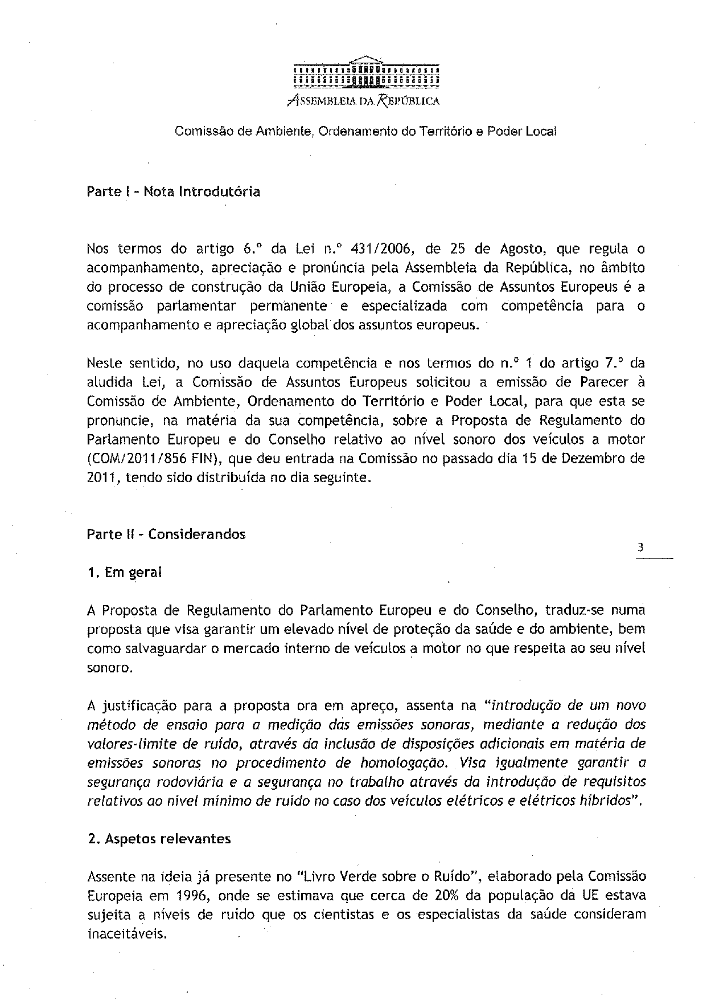 ASSEMBLEIA DA REPÚBLICA
Comissão de Ambiente, Ordenamento do Território e Poder Local
Parte I - Nota Introdutória
Nos termos do artigo 6.º da Lei n.º 431/2006, de 25 de Agosto, que regula o
acompanhamento, apreciação e pronúncia pela Assembleia da República, no âmbito
do processo de construção da União Europeia, a Comissão de Assuntos Europeus é a
comissão parlamentar permanente e especializada com competência para o
acompanhamento e apreciação global dos assuntos europeus.
Neste sentido, no uso daquela competência e nos termos do n.º 1 do artigo 7.º da
aludida Lei, a Comissão de Assuntos Europeus solicitou a emissão de Parecer à
Comissão de Ambiente, Ordenamento do Território e Poder Local, para que esta se
pronuncie, na matéria da sua competência, sobre a Proposta de Regulamento do
Parlamento Europeu e do Conselho relativo ao nível sonoro dos veículos a motor
(COM/2011/856 FIN), que deu entrada na Comissão no passado dia 15 de Dezembro de
2011, tendo sido distribuída no dia seguinte.
Parte II - Considerandos
3
1. Em geral
A Proposta de Regulamento do Parlamento Europeu e do Conselho, traduz-se numa
proposta que visa garantir um elevado nível de proteção da saúde e do ambiente, bem
como salvaguardar o mercado interno de veículos a motor no que respeita ao seu nível
sonoro.
A justificação para a proposta ora em apreço, assenta na "introdução de um novo
método de ensaio para a medição das emissões sonoras, mediante a redução dos
valores-limite de ruído, através da inclusão de disposições adicionais em matéria de
emissões sonoras no procedimento de homologação. Visa igualmente garantir a
segurança rodoviária e a segurança no trabalho através da introdução de requisitos
relativos ao nível mínimo de ruído no caso dos veículos elétricos e elétricos híbridos".
2. Aspetos relevantes
Assente na ideia já presente no "Livro Verde sobre o Ruído", elaborado pela Comissão
Europeia em 1996, onde se estimava que cerca de 20% da população da UE estava
sujeita a níveis de ruido que os cientistas e os especialistas da saúde consideram
inaceitáveis.